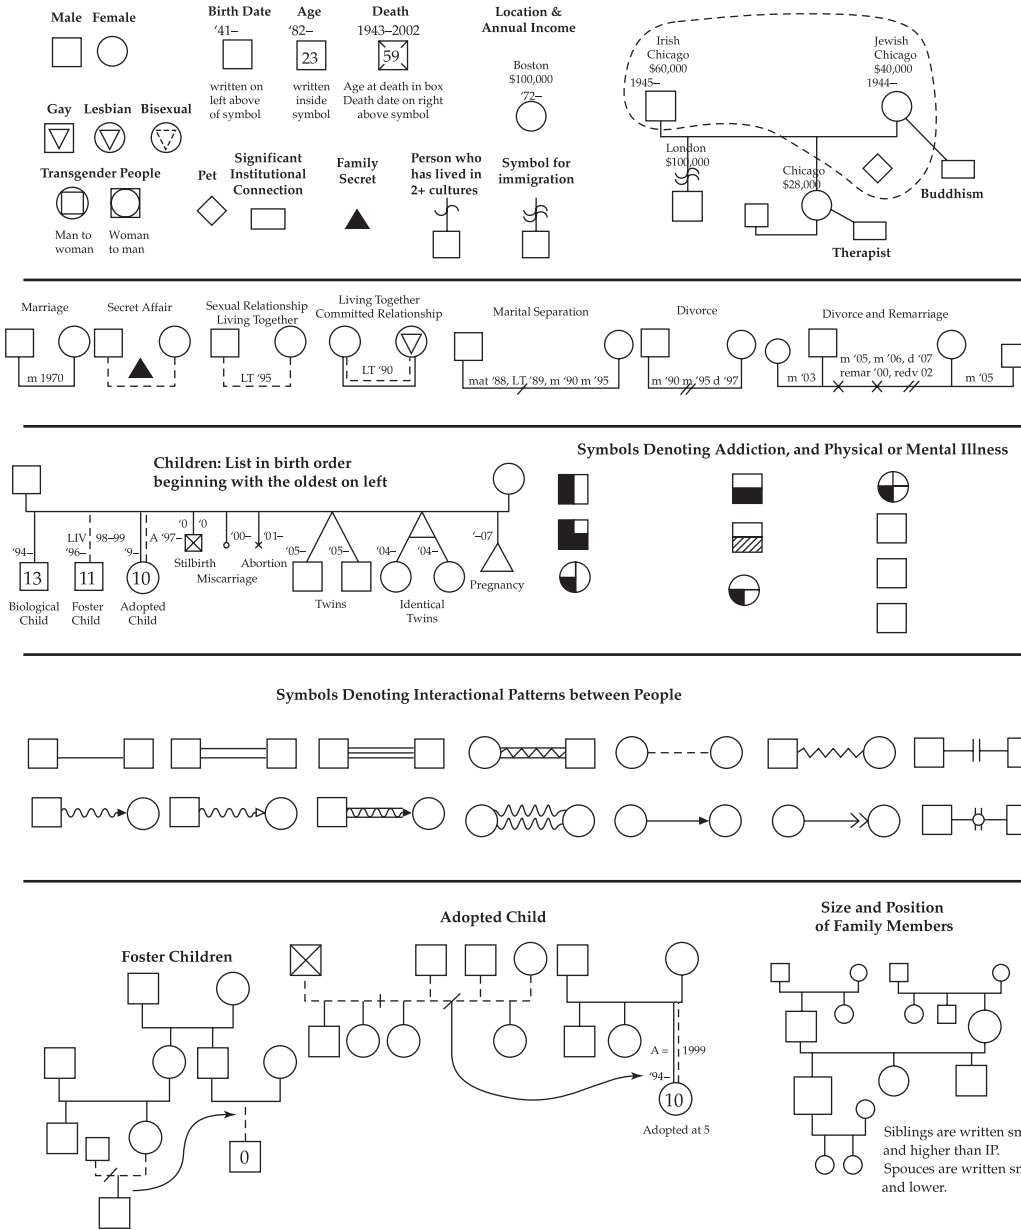 Male Female
Birth Date
‘41–
written on
left above
of symbol
Age
‘82–
23
written
inside
symbol
Death
1943–2002
59
Age at death in box
Death date on right
above symbol
Location &
Annual Income
Boston
$100,000
‘72–
Irish
Chicago
$60,000
1945–
Jewish
Chicago
$40,000
1944–
London
$100,000
Chicago
$28,000
Buddhism
Therapist
Gay Lesbian Bisexual
Transgender People
Man to
woman
Woman
to man
Pet
Significant
Institutional
Connection
Family
Secret
Person who
has lived in
2+ cultures
Symbol for
immigration
Marriage
m 1970
Secret Affair
Sexual Relationship
Living Together
LT ‘95
Living Together
Committed Relationship
LT ‘90
Marital Separation
mat ‘88, LT ‘89, m ‘90 m ‘95
Divorce
m ‘90 m ‘95 d ‘97
Divorce and Remarriage
m ‘05, m ‘06, d ‘07
remar ‘00, redv 02
m ‘03
m ‘05
Children: List in birth order
beginning with the oldest on left
‘94–
13
Biological
Child
LIV 98–99
‘96–
11
Foster
Child
A ‘97–
‘9–
10
Adopted
Child
‘0 ‘0
Stilbirth
‘00–
Miscarriage
‘01–
Abortion
‘05– ‘05–
Twins
‘04– ‘04–
Identical
Twins
‘–07
Pregnancy
Symbols Denoting Addiction, and Physical or Mental Illness
Symbols Denoting Interactional Patterns between People
Foster Children
0
Adopted Child
A = 1999
‘94–
10
Adopted at 5
Size and Position
of Family Members
Siblings are written sm
and higher than IP.
Spouces are written sm
and lower.